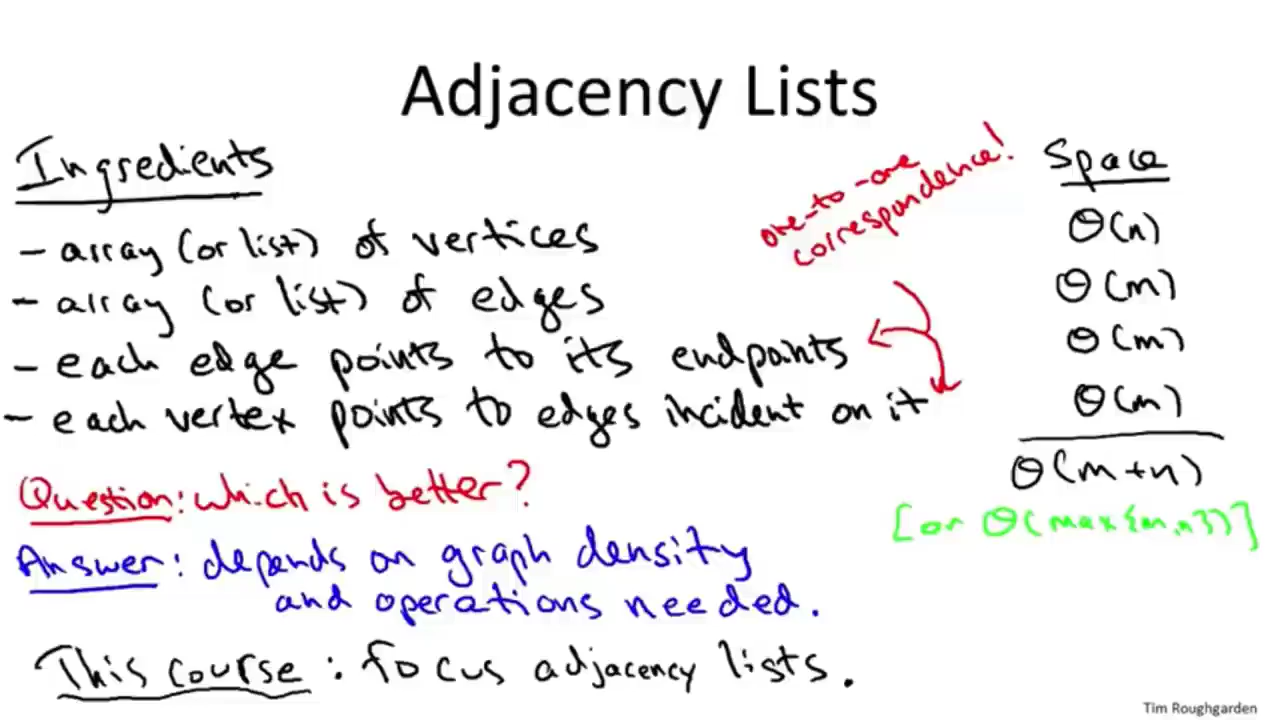 Adjacency Lists
Ingredients
one-to-one
correspondence!
Space
- array (or list) of vertices
Θ(n)
- array (or list) of edges
Θ(m)
- each edge points to its endpoints
Θ(m)
- each vertex points to edges incident on it
Θ(m)
Θ(m+n)
Question: which is better?
[or Θ(max{m,n})]
Answer: depends on graph density
and operations needed.
This course: focus adjacency lists.
Tim Roughgarden